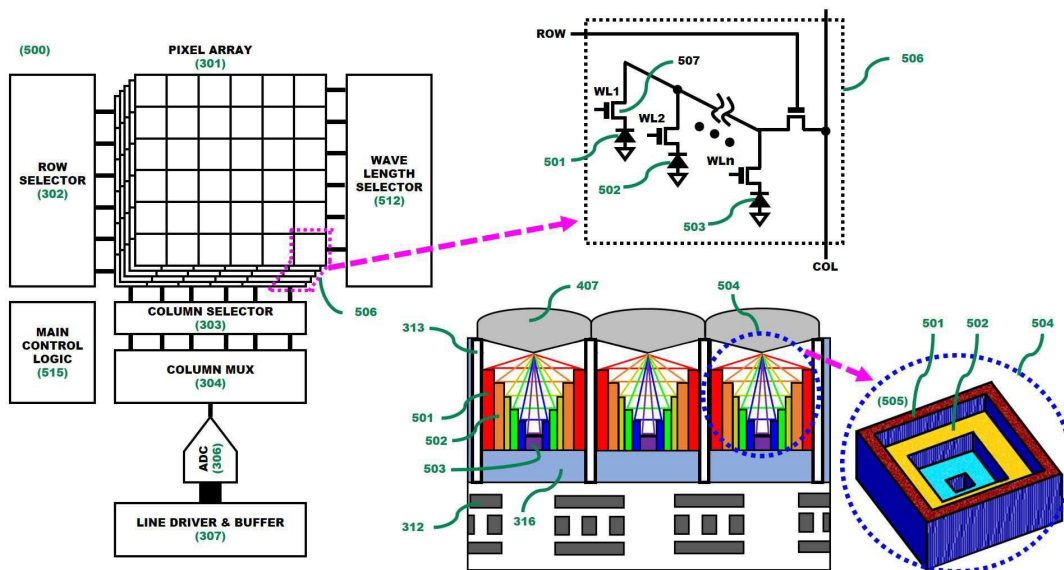 (500)
PIXEL ARRAY
(301)
ROW
SELECTOR
(302)
WAVE
LENGTH
SELECTOR
(512)
506
MAIN
CONTROL
LOGIC
(515)
COLUMN SELECTOR
(303)
COLUMN MUX
(304)
ADC
(306)
LINE DRIVER & BUFFER
(307)
ROW
507
506
WL1
WL2
WLn
501
502
503
COL
407
504
313
501
502
503
312
316
501
502
504
(505)